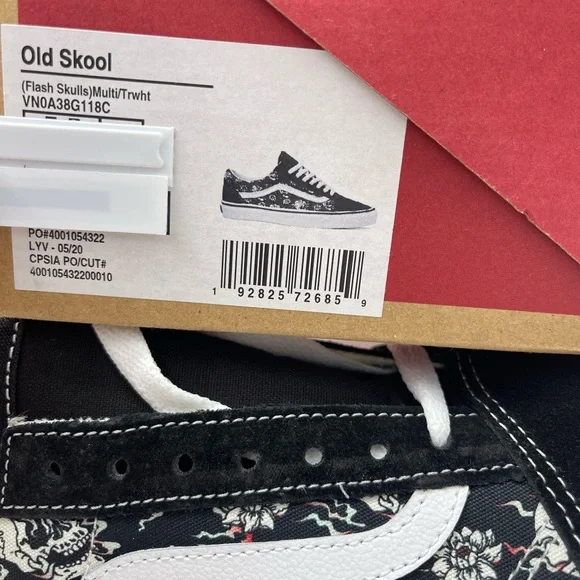 Old Skool
(Flash Skulls)Multi/Trwht
VN0A38G118C
PO#4001054322
LYV - 05/20
CPSIA PO/CUT#
400105432200010
1 92825 72685 9